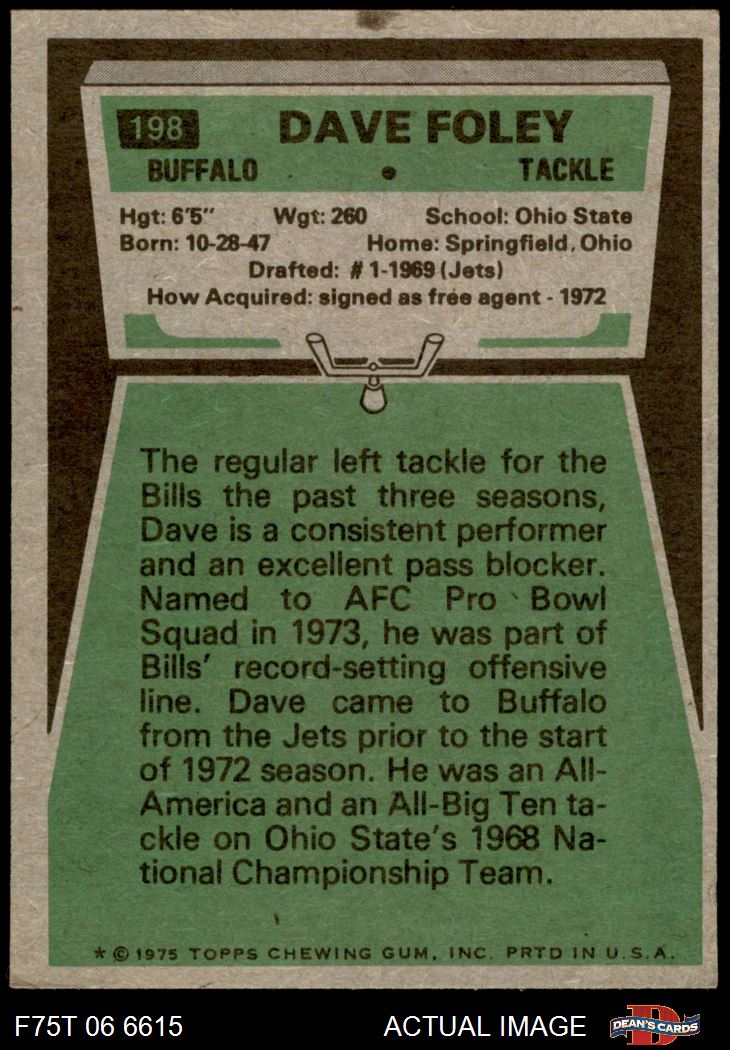 198 DAVE FOLEY
BUFFALO • TACKLE
Hgt: 6'5" Wgt: 260 School: Ohio State
Born: 10-28-47 Home: Springfield, Ohio
Drafted: #1-1969 (Jets)
How Acquired: signed as free agent - 1972
The regular left tackle for the
Bills the past three seasons,
Dave is a consistent performer
and an excellent pass blocker.
Named to AFC Pro Bowl
Squad in 1973, he was part of
Bills' record-setting offensive
line. Dave came to Buffalo
from the Jets prior to the start
of 1972 season. He was an All-
America and an All-Big Ten ta-
ckle on Ohio State's 1968 Na-
tional Championship Team.
* © 1975 TOPPS CHEWING GUM, INC. PRTD IN U.S.A.
F75T 06 6615 ACTUAL IMAGE D DEAN'S CARDS